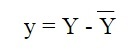 y = Y - Y̅